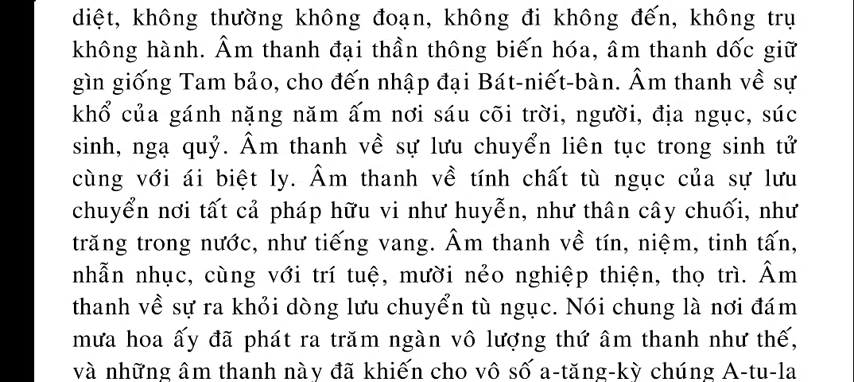 diệt, không thường không đoạn, không đi không đến, không trụ
không hành. Âm thanh đại thần thông biến hóa, âm thanh dốc giữ
gìn giống Tam bảo, cho đến nhập đại Bát-niết-bàn. Âm thanh về sự
khổ của gánh nặng năm ấm nơi sáu cõi trời, người, địa ngục, súc
sinh, ngạ quỷ. Âm thanh về sự lưu chuyển liên tục trong sinh tử
cùng với ái biệt ly. Âm thanh về tính chất tù ngục của sự lưu
chuyển nơi tất cả pháp hữu vi như huyễn, như thân cây chuối, như
trăng trong nước, như tiếng vang. Âm thanh về tín, niệm, tinh tấn,
nhẫn nhục, cùng với trí tuệ, mười nẻo nghiệp thiện, thọ trì. Âm
thanh về sự ra khỏi dòng lưu chuyển tù ngục. Nói chung là nơi đám
mưa hoa ấy đã phát ra trăm ngàn vô lượng thứ âm thanh như thế,
và những âm thanh này đã khiến cho vô số a-tăng-kỳ chúng A-tu-la